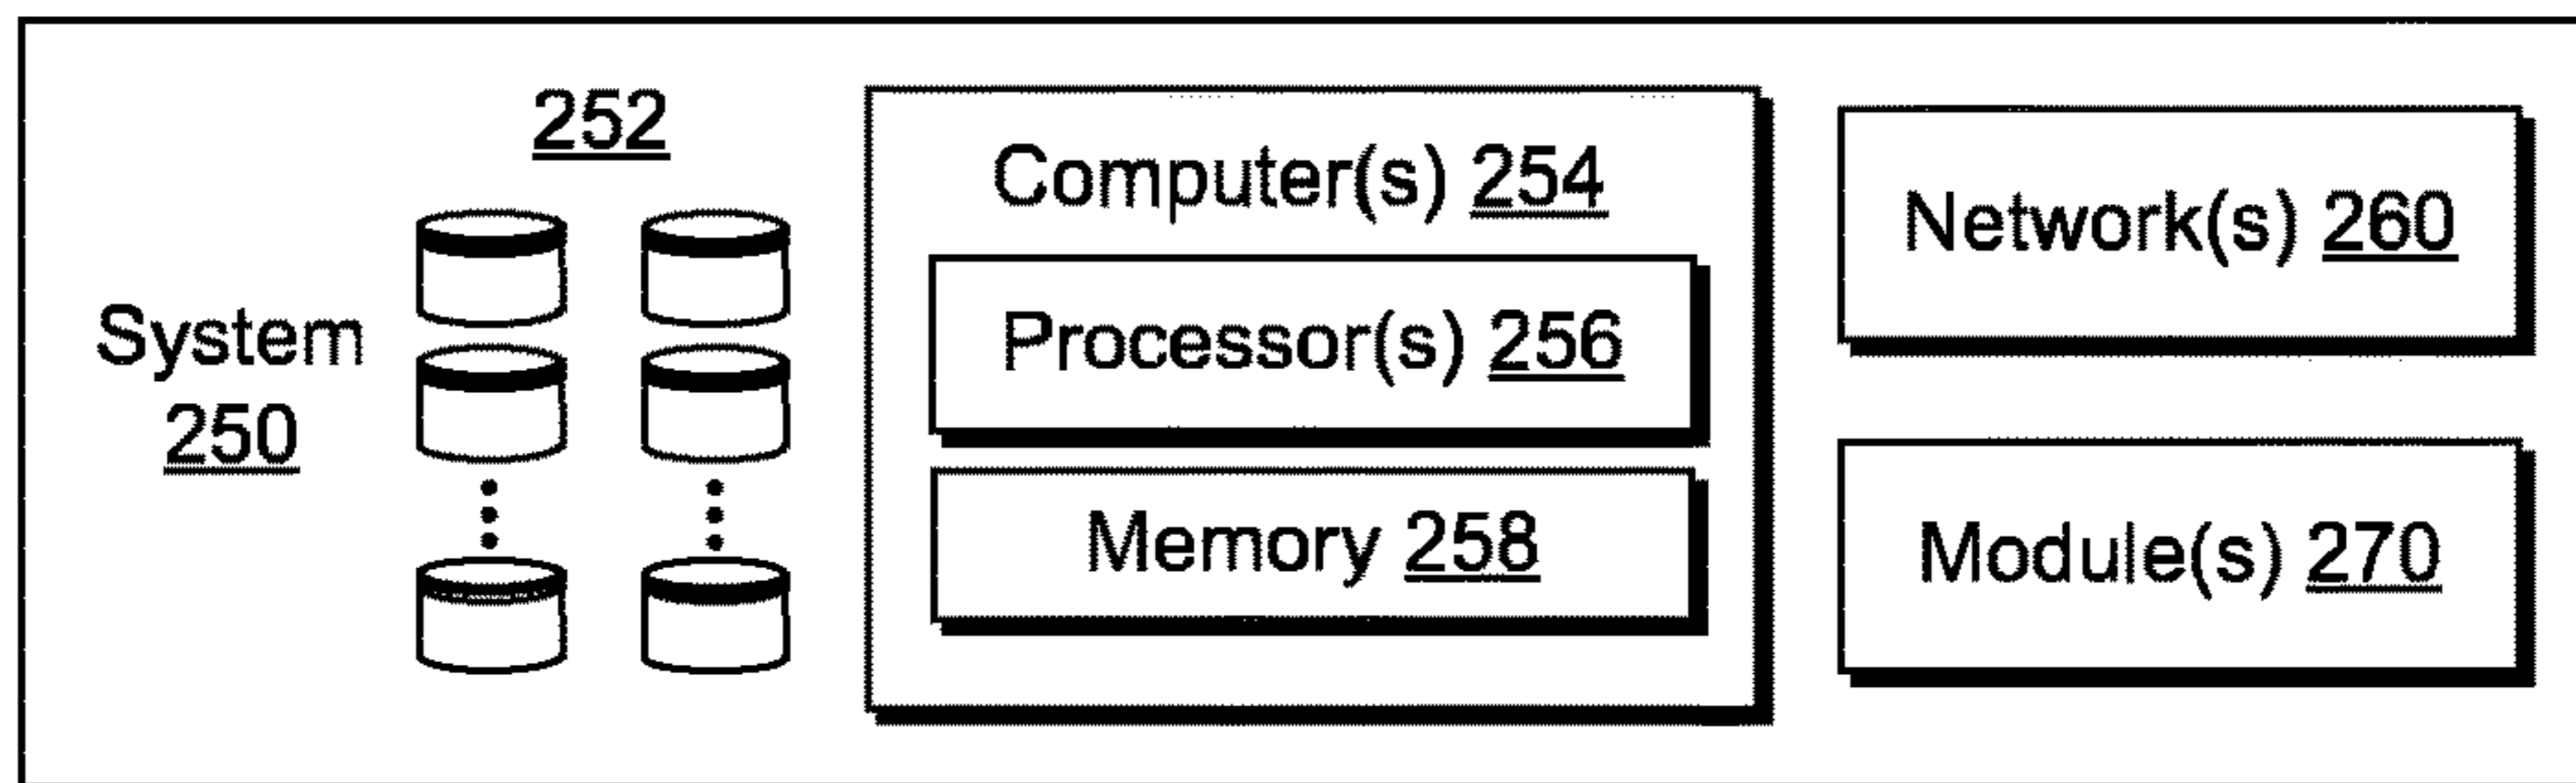 System
250
252
Computer(s) 254
Processor(s) 256
Memory 258
Network(s) 260
Module(s) 270